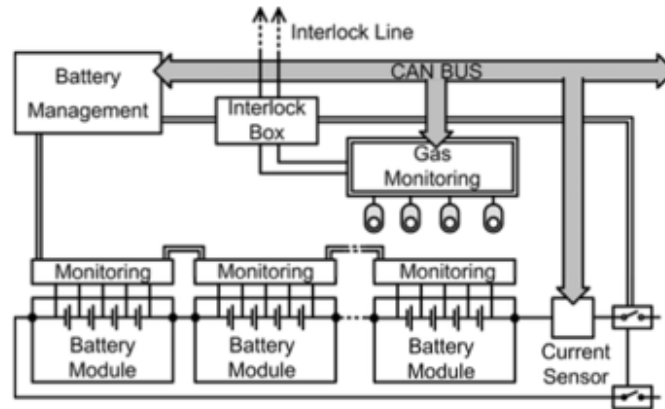 Interlock Line
Battery
Management
CAN BUS
Interlock
Box
Gas
Monitoring
Monitoring
Monitoring
Monitoring
Battery
Module
Battery
Module
Battery
Module
Current
Sensor